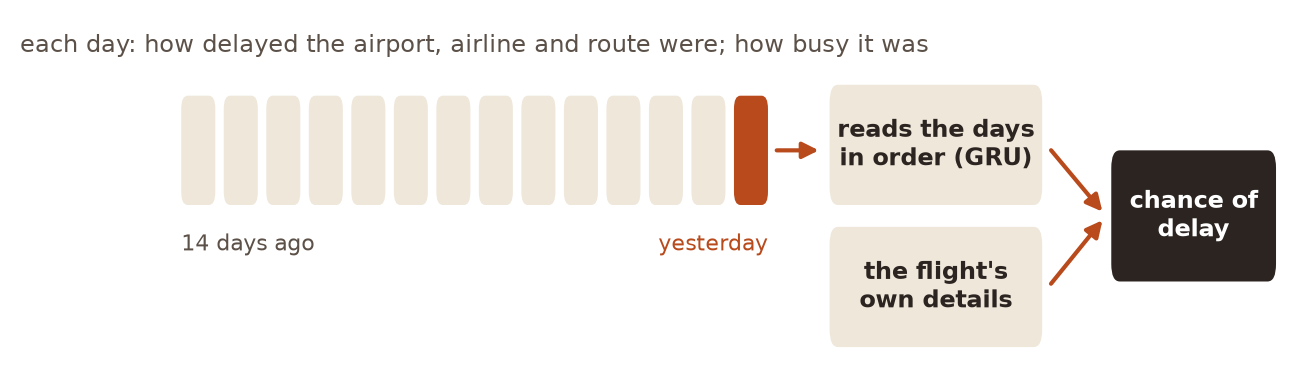 each day: how delayed the airport, airline and route were; how busy it was
reads the days
in order (GRU)
14 days ago
yesterday
the flight's
own details
chance of
delay